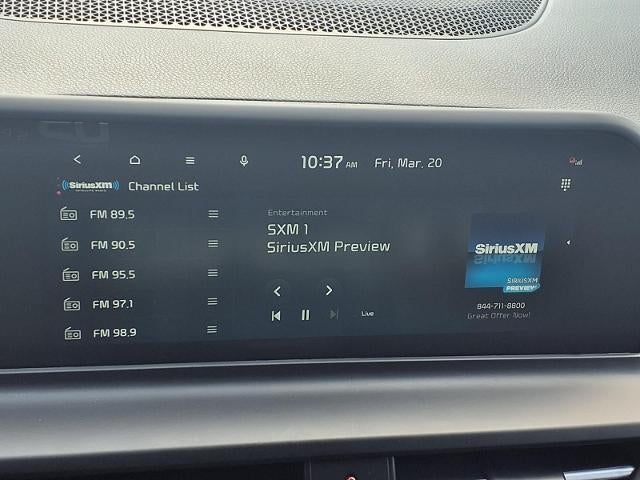 10:37 AM Fri, Mar. 20
SiriusXM Channel List
FM 89.5
FM 90.5
FM 95.5
FM 97.1
FM 98.9
Entertainment
SXM 1
SiriusXM Preview
Live
SiriusXM
SIRIUSXM
PREVIEW
844-711-8800
Great Offer Now!